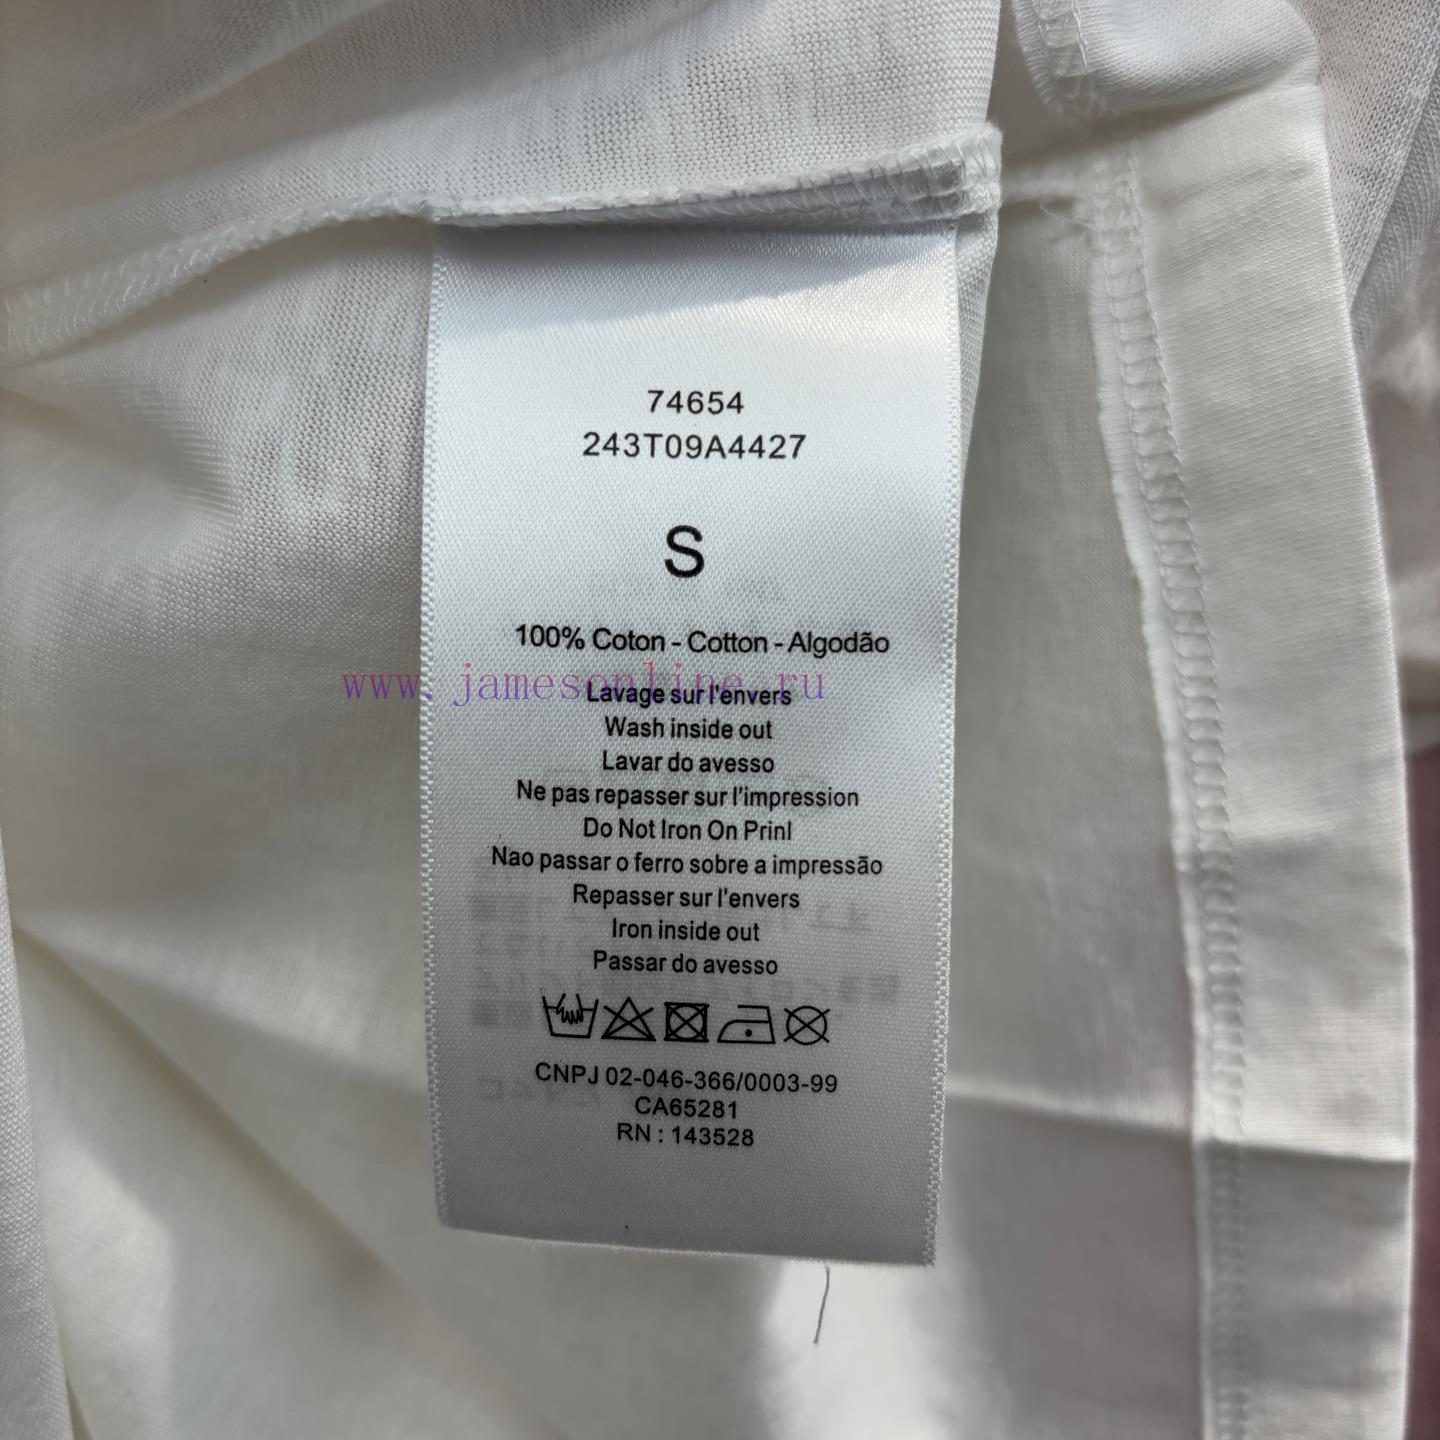 74654
243T09A4427
S
100% Coton - Cotton - Algodão
www.jamesonline.ru
Lavage sur l'envers
Wash inside out
Lavar do avesso
Ne pas repasser sur l'impression
Do Not Iron On Prinl
Nao passar o ferro sobre a impressão
Repasser sur l'envers
Iron inside out
Passar do avesso
CNPJ 02-046-366/0003-99
CA65281
RN : 143528